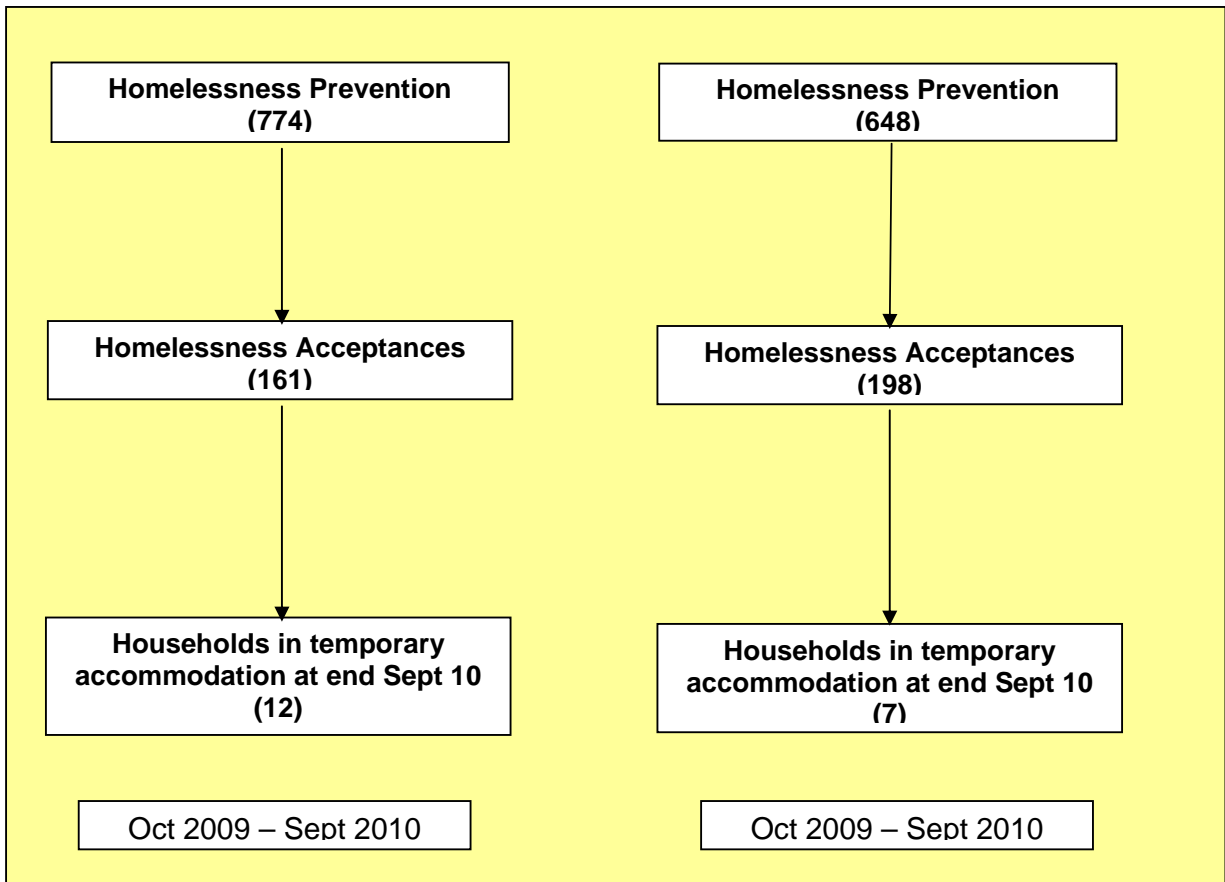 Homelessness Prevention
(774)
Homelessness Acceptances
(161)
Households in temporary
accommodation at end Sept 10
(12)
Oct 2009 – Sept 2010
Homelessness Prevention
(648)
Homelessness Acceptances
(198)
Households in temporary
accommodation at end Sept 10
(7)
Oct 2009 – Sept 2010